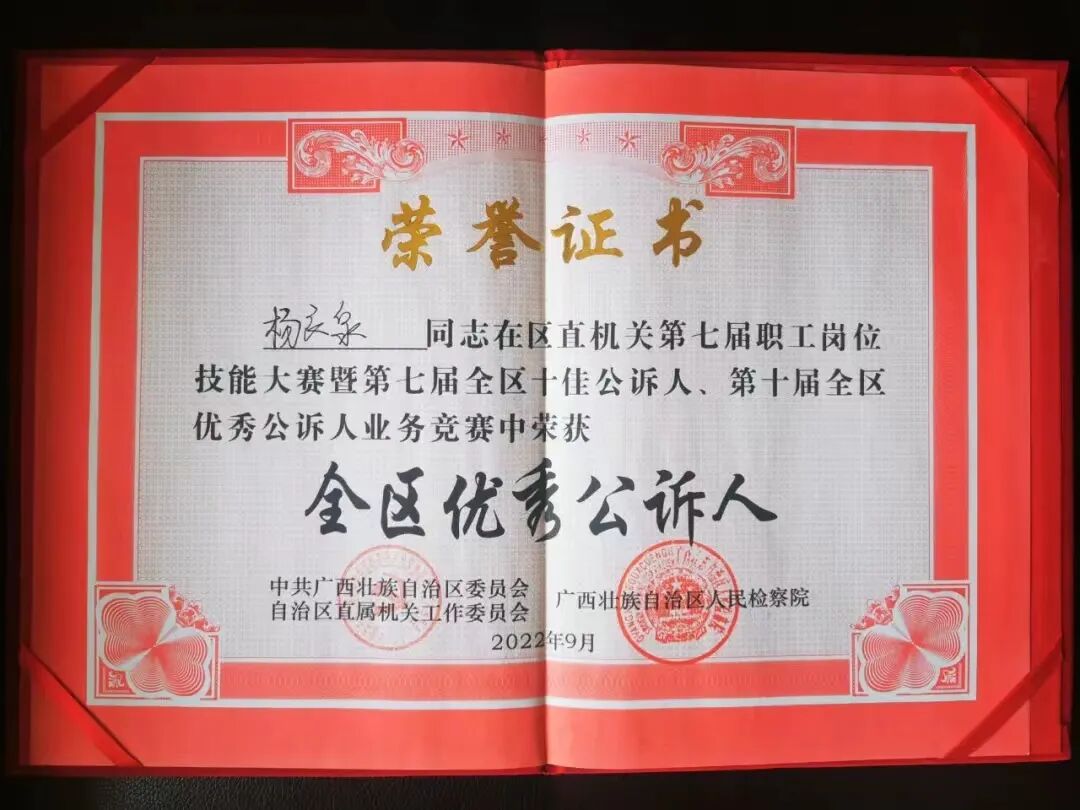 荣誉证书
杨衣泉 同志在区直机关第七届职工岗位
技能大赛暨第七届全区十佳公诉人、第十届全区
优秀公诉人业务竞赛中荣获
全区优秀公诉人
中共广西壮族自治区委员会
自治区直属机关工作委员会
广西壮族自治区人民检察院
2022年9月